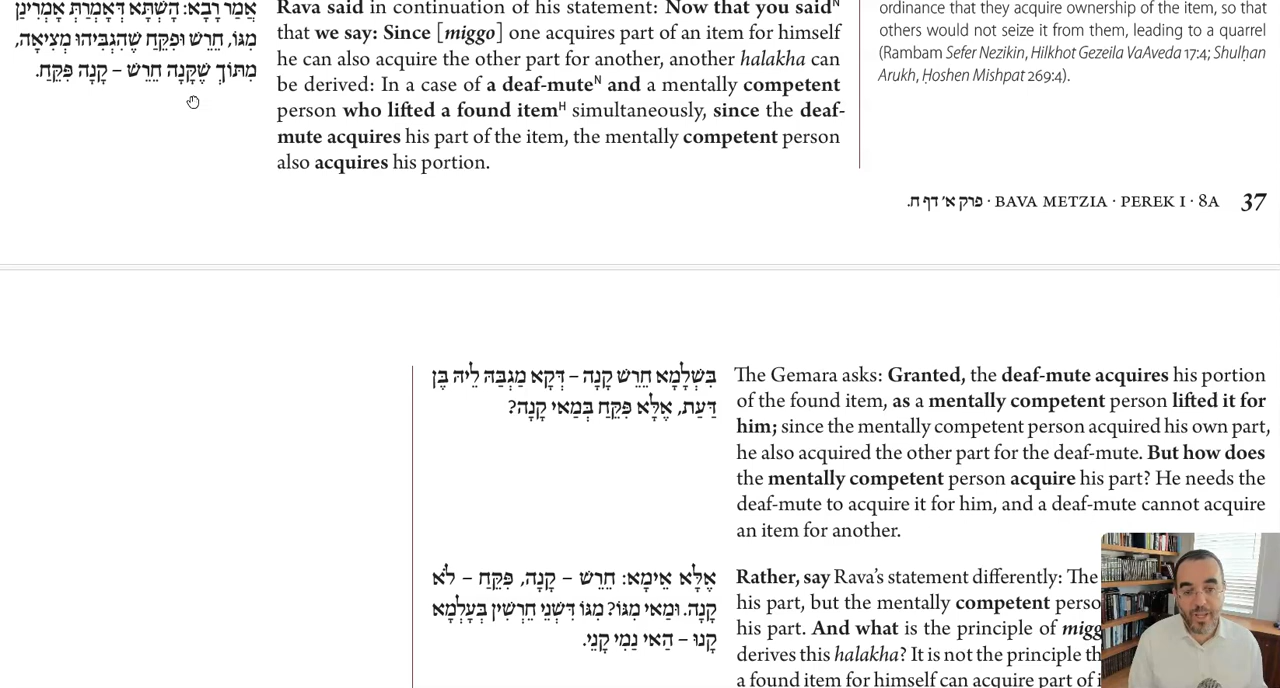 אֲמַר רָבָא: הָשְׁתָּא דְּאָמְרַתְּ אָמְרִינַן
מִגּוֹ, חֵרֵשׁ וּפִקֵּחַ שֶׁהִגְבִּיהוּ מְצִיאָה,
מִתּוֹךְ שֶׁקָּנָה חֵרֵשׁ – קָנָה פִּקֵּחַ.
Rava said in continuation of his statement: Now that you saidᴺ
that we say: Since [miggo] one acquires part of an item for himself
he can also acquire the other part for another, another halakha can
be derived: In a case of a deaf-muteᴺ and a mentally competent
person who lifted a found itemᴴ simultaneously, since the deaf-
mute acquires his part of the item, the mentally competent person
also acquires his portion.
ordinance that they acquire ownership of the item, so that
others would not seize it from them, leading to a quarrel
(Rambam Sefer Nezikin, Hilkhot Gezeila VaAveda 17:4; Shulḥan
Arukh, Ḥoshen Mishpat 269:4).
פרק א׳ דף ח. · BAVA METZIA · PEREK I · 8A 37
בִּשְׁלָמָא חֵרֵשׁ קָנָה – דְּקָא מַגְבַּהּ לֵיהּ בֶּן
דַּעַת, אֶלָּא פִּקֵּחַ בְּמַאי קָנָה?
The Gemara asks: Granted, the deaf-mute acquires his portion
of the found item, as a mentally competent person lifted it for
him; since the mentally competent person acquired his own part,
he also acquired the other part for the deaf-mute. But how does
the mentally competent person acquire his part? He needs the
deaf-mute to acquire it for him, and a deaf-mute cannot acquire
an item for another.
אֶלָּא אֵימָא: חֵרֵשׁ – קָנָה, פִּקֵּחַ – לֹא
קָנָה. וּמַאי מִגּוֹ? מִגּוֹ דִּשְׁנֵי חֵרְשִׁין בְּעָלְמָא
קָנוּ – הַאי נַמִי קָנֵי.
Rather, say Rava's statement differently: The
his part, but the mentally competent perso
his part. And what is the principle of migg
derives this halakha? It is not the principle th
a found item for himself can acquire part of i